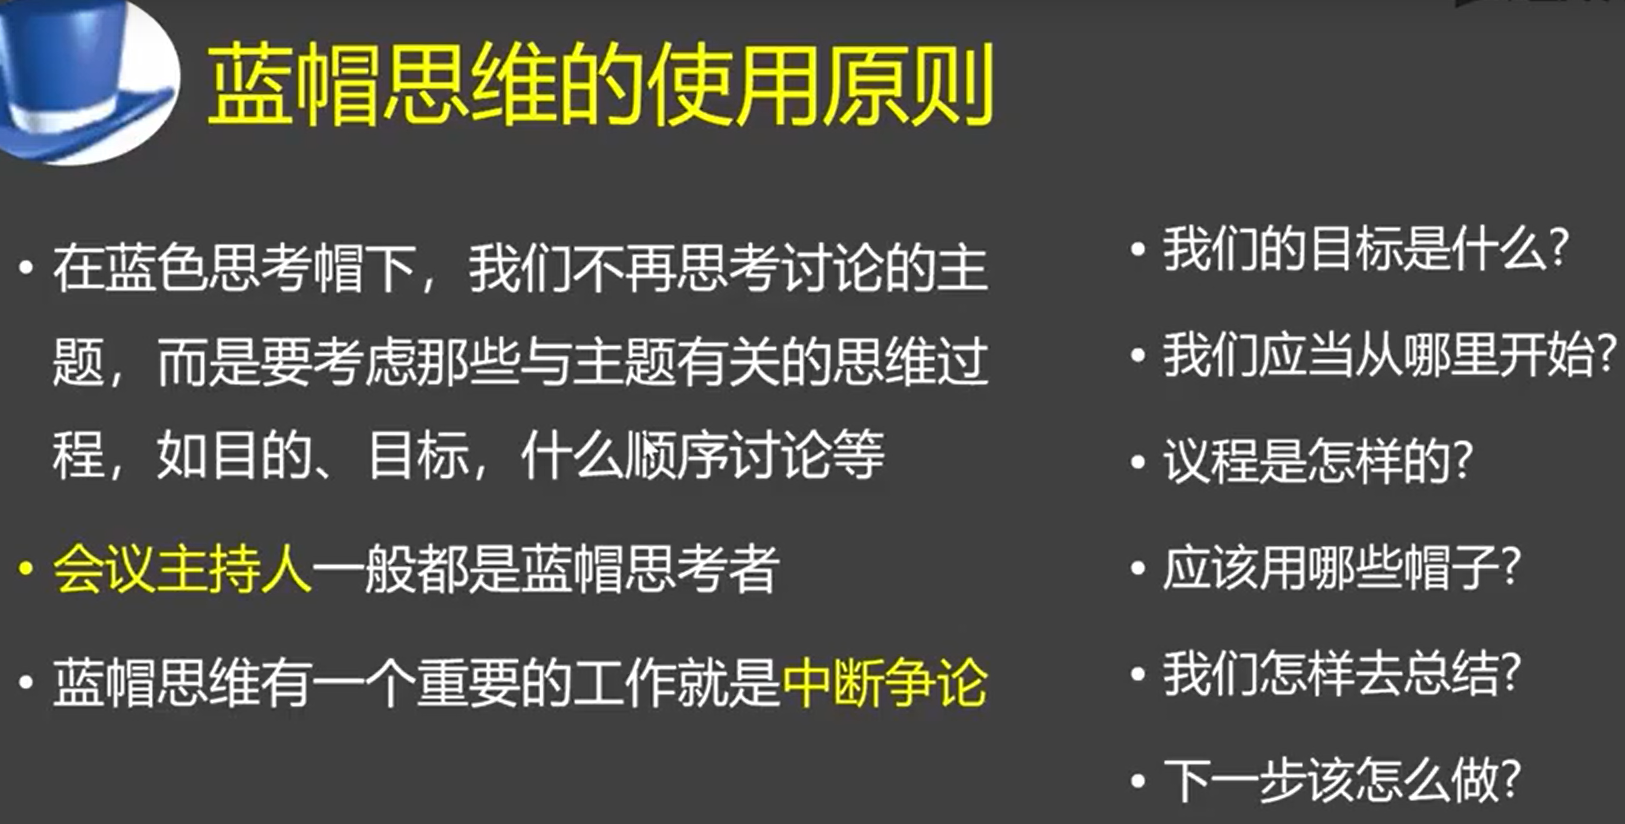 蓝帽思维的使用原则
• 在蓝色思考帽下，我们不再思考讨论的主
题，而是要考虑那些与主题有关的思维过
程，如目的、目标，什么顺序讨论等
• 会议主持人一般都是蓝帽思考者
• 蓝帽思维有一个重要的工作就是中断争论
• 我们的目标是什么?
• 我们应当从哪里开始?
• 议程是怎样的?
• 应该用哪些帽子?
• 我们怎样去总结?
• 下一步该怎么做?